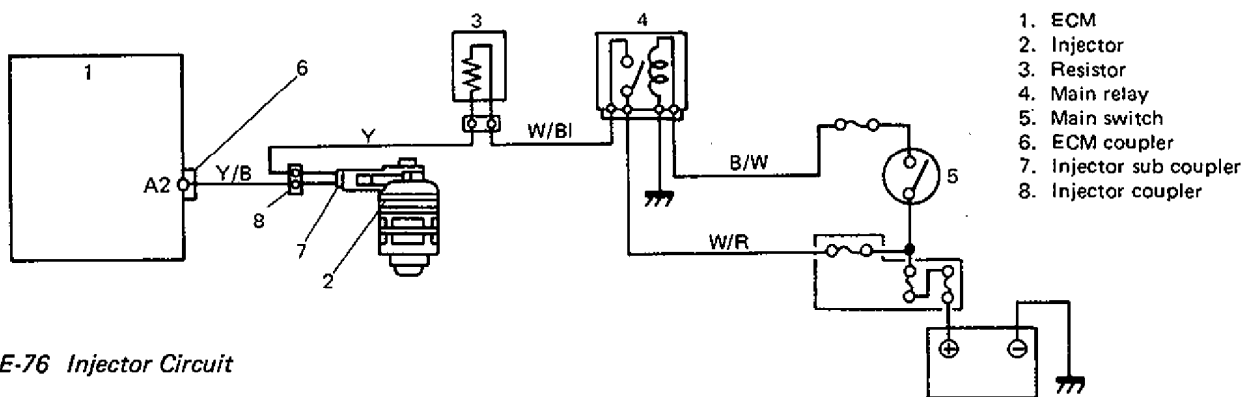 1
6
3
4
Y
Y/B
A2
8
7
2
W/Bl
B/W
W/R
5
⊕
⊖
1. ECM
2. Injector
3. Resistor
4. Main relay
5. Main switch
6. ECM coupler
7. Injector sub coupler
8. Injector coupler
E-76 Injector Circuit